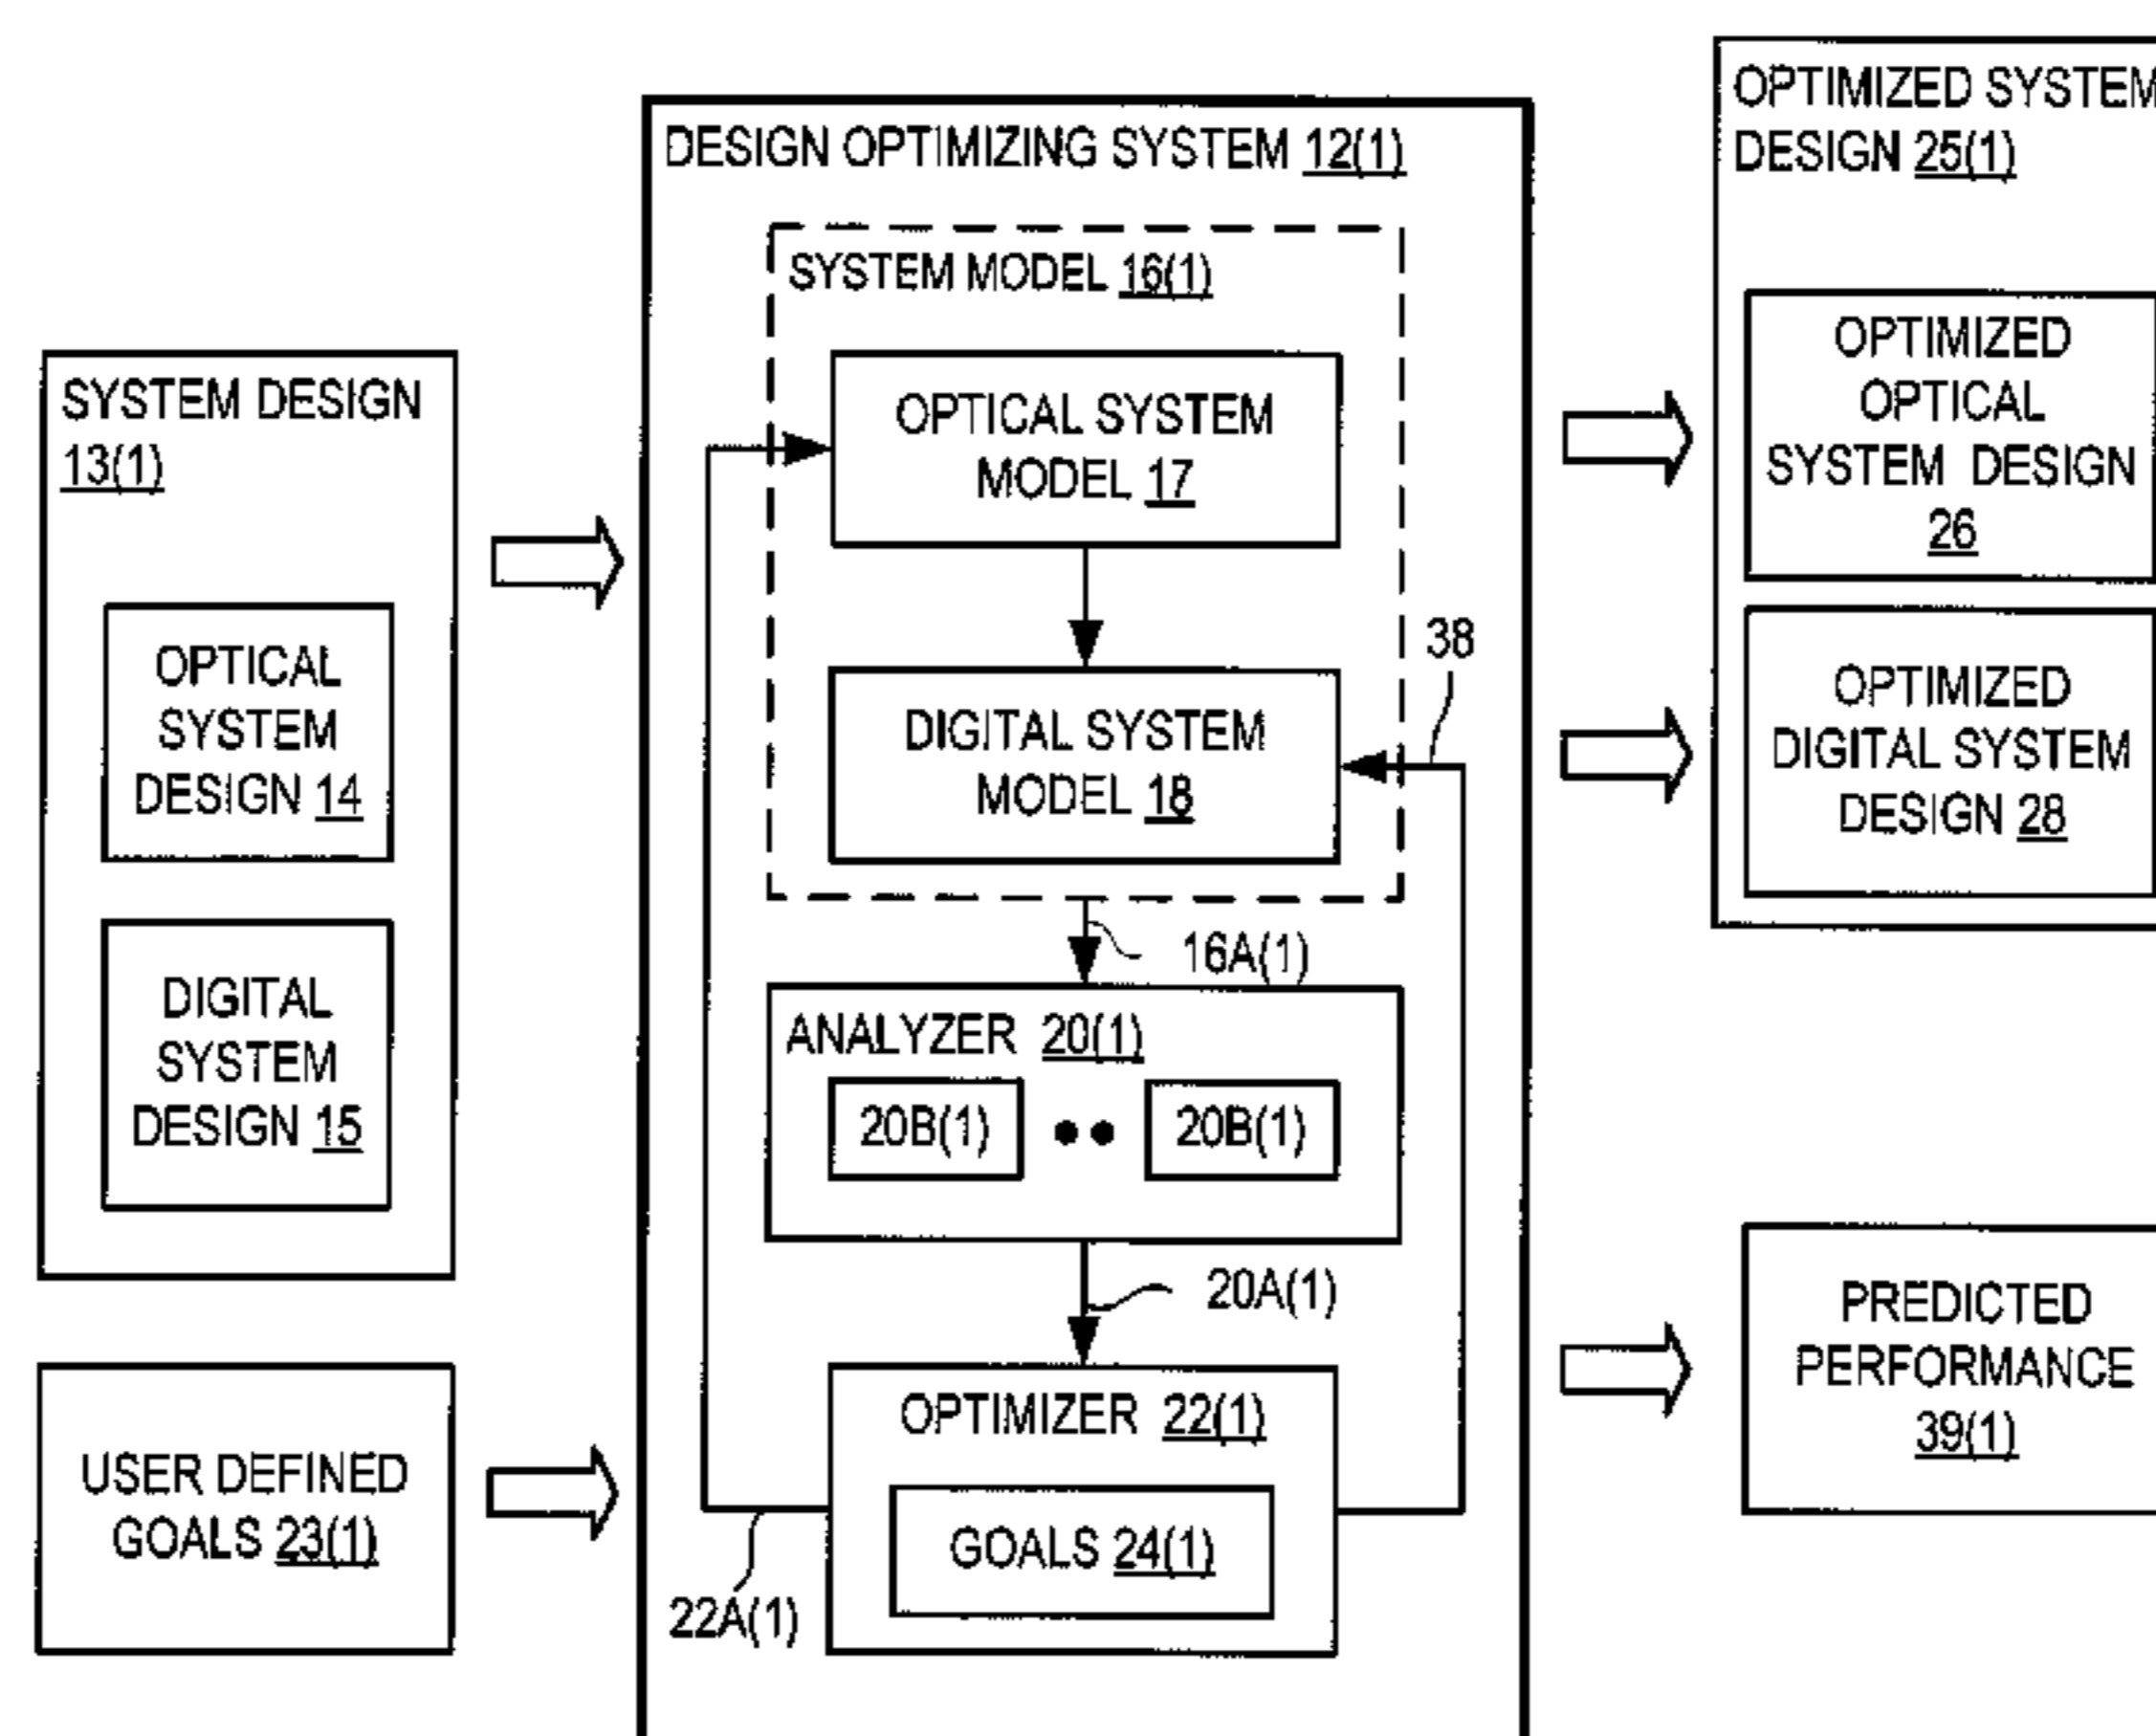 SYSTEM DESIGN
13(1)
OPTICAL
SYSTEM
DESIGN 14
DIGITAL
SYSTEM
DESIGN 15
USER DEFINED
GOALS 23(1)
DESIGN OPTIMIZING SYSTEM 12(1)
SYSTEM MODEL 16(1)
OPTICAL SYSTEM
MODEL 17
38
DIGITAL SYSTEM
MODEL 18
16A(1)
ANALYZER 20(1)
20B(1) •• 20B(1)
20A(1)
OPTIMIZER 22(1)
GOALS 24(1)
22A(1)
OPTIMIZED SYSTEM
DESIGN 25(1)
OPTIMIZED
OPTICAL
SYSTEM DESIGN
26
OPTIMIZED
DIGITAL SYSTEM
DESIGN 28
PREDICTED
PERFORMANCE
39(1)